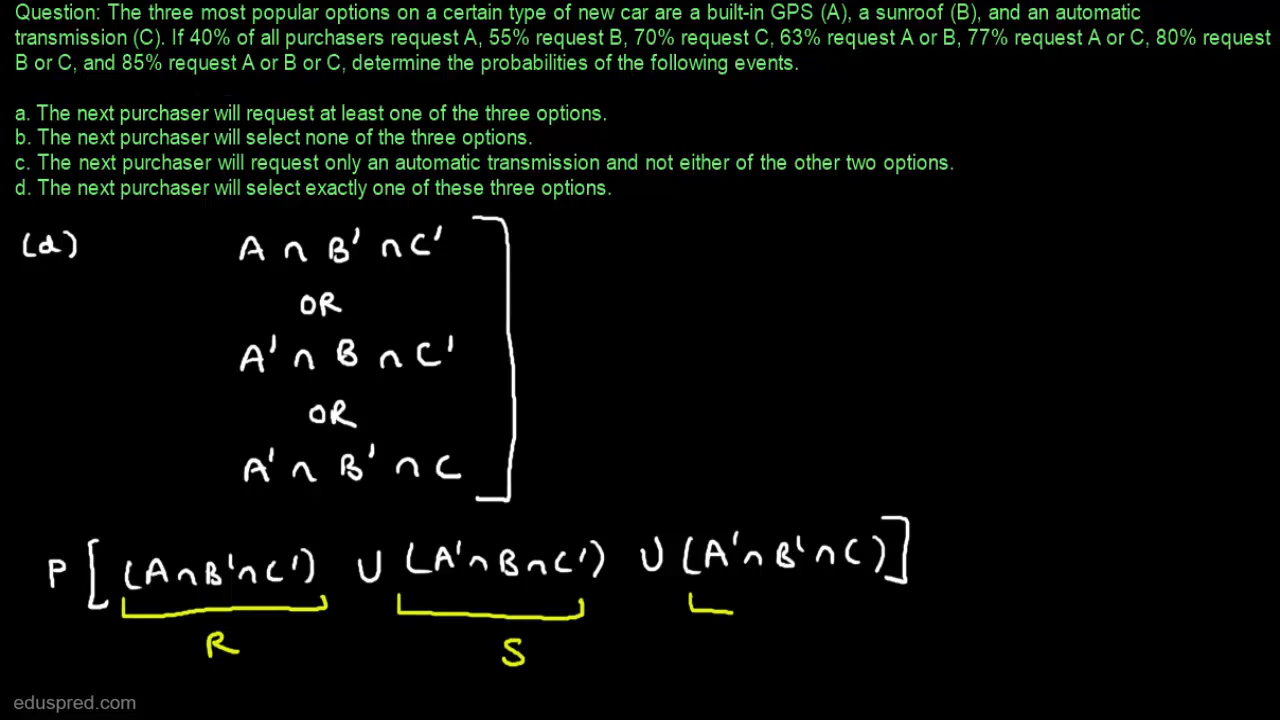 Question: The three most popular options on a certain type of new car are a built-in GPS (A), a sunroof (B), and an automatic
transmission (C). If 40% of all purchasers request A, 55% request B, 70% request C, 63% request A or B, 77% request A or C, 80% request
B or C, and 85% request A or B or C, determine the probabilities of the following events.
a. The next purchaser will request at least one of the three options.
b. The next purchaser will select none of the three options.
c. The next purchaser will request only an automatic transmission and not either of the other two options.
d. The next purchaser will select exactly one of these three options.
(d) A ∩ B' ∩ C'
OR
A' ∩ B ∩ C'
OR
A' ∩ B' ∩ C
P [ (A ∩ B' ∩ C') ∪ (A' ∩ B ∩ C') ∪ (A' ∩ B' ∩ C) ]
R S
eduspred.com